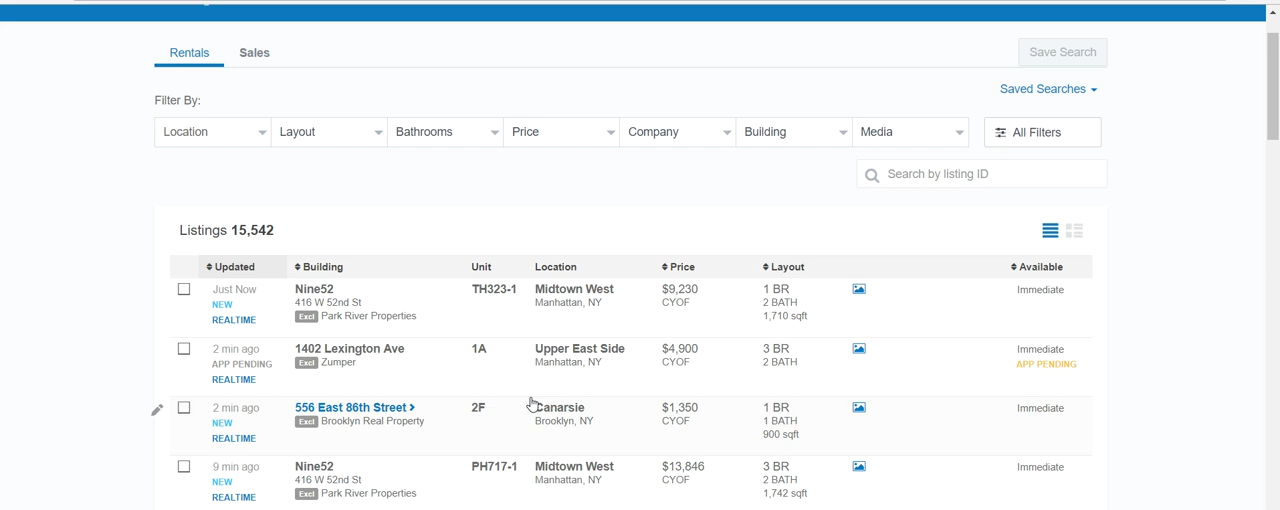 Rentals Sales Save Search
Saved Searches
Filter By:
Location Layout Bathrooms Price Company Building Media All Filters
Search by listing ID
Listings 15,542
Updated Building Unit Location Price Layout Available
Just Now Nine52 TH323-1 Midtown West $9,230 1 BR Immediate
NEW 416 W 52nd St Manhattan, NY CYOF 2 BATH
REALTIME Excl Park River Properties 1,710 sqft
2 min ago 1402 Lexington Ave 1A Upper East Side $4,900 3 BR Immediate
APP PENDING Excl Zumper Manhattan, NY CYOF 2 BATH APP PENDING
REALTIME
2 min ago 556 East 86th Street > 2F Canarsie $1,350 1 BR Immediate
NEW Excl Brooklyn Real Property Brooklyn, NY CYOF 1 BATH
REALTIME 900 sqft
9 min ago Nine52 PH717-1 Midtown West $13,846 3 BR Immediate
NEW 416 W 52nd St Manhattan, NY CYOF 2 BATH
REALTIME Excl Park River Properties 1,742 sqft